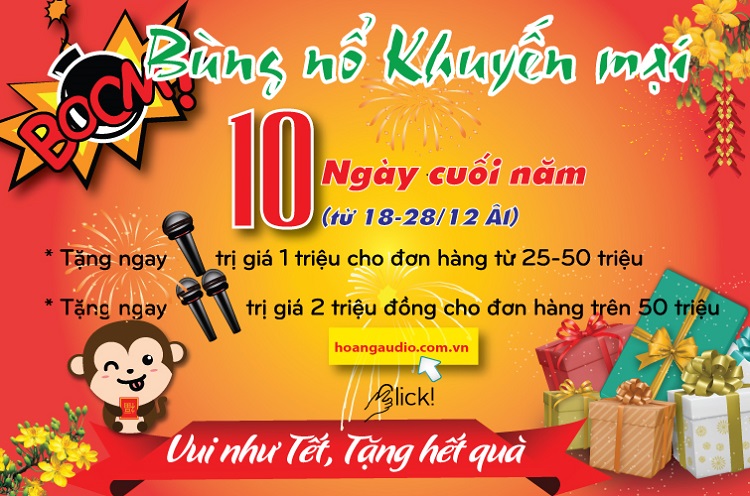 BOOM!
Bùng nổ Khuyến mại
10 Ngày cuối năm
(từ 18-28/12 Âl)
* Tặng ngay trị giá 1 triệu cho đơn hàng từ 25-50 triệu
* Tặng ngay trị giá 2 triệu đồng cho đơn hàng trên 50 triệu
hoangaudio.com.vn
Click!
Vui như Tết, Tặng hết quà